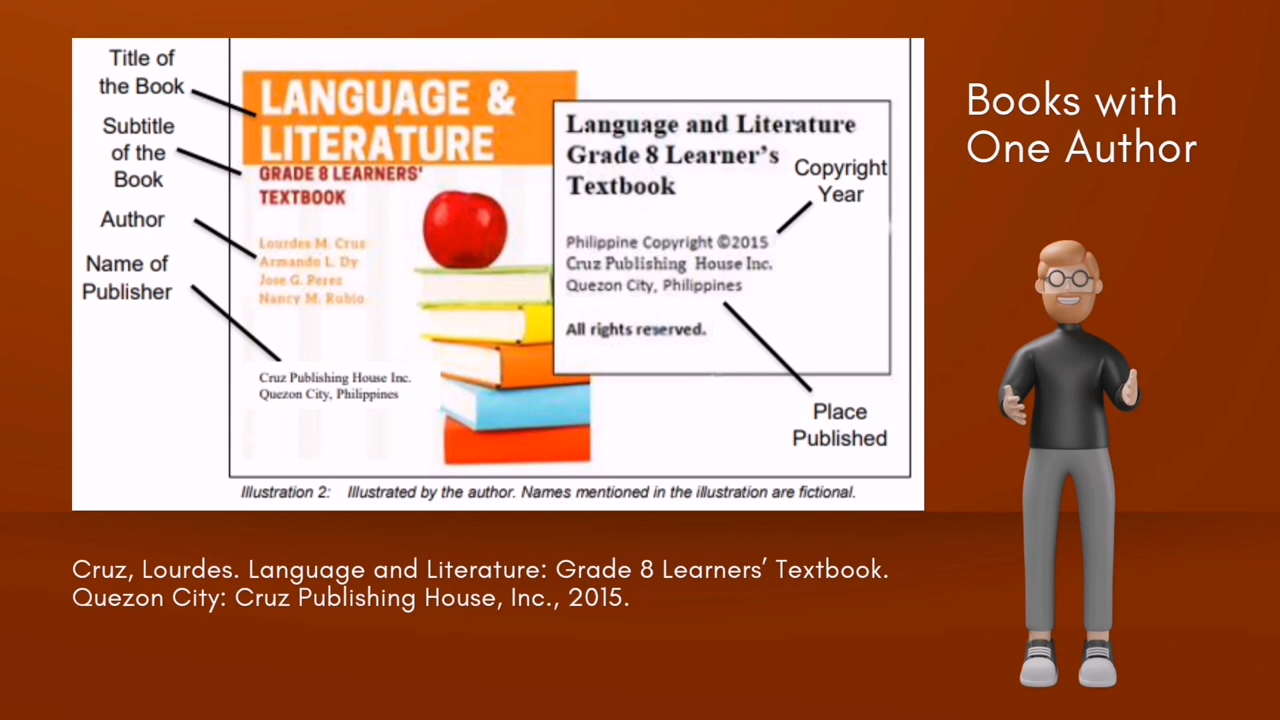 Title of
the Book
Subtitle
of the
Book
Author
Name of
Publisher
LANGUAGE &
LITERATURE
GRADE 8 LEARNERS'
TEXTBOOK
Lourdes M. Cruz
Armando L. Dy
Jose G. Perez
Nancy M. Rubio
Cruz Publishing House Inc.
Quezon City, Philippines
Language and Literature
Grade 8 Learner's
Textbook
Copyright
Year
Philippine Copyright ©2015
Cruz Publishing House Inc.
Quezon City, Philippines
All rights reserved.
Place
Published
Illustration 2: Illustrated by the author. Names mentioned in the illustration are fictional.
Books with
One Author
Cruz, Lourdes. Language and Literature: Grade 8 Learners’ Textbook.
Quezon City: Cruz Publishing House, Inc., 2015.